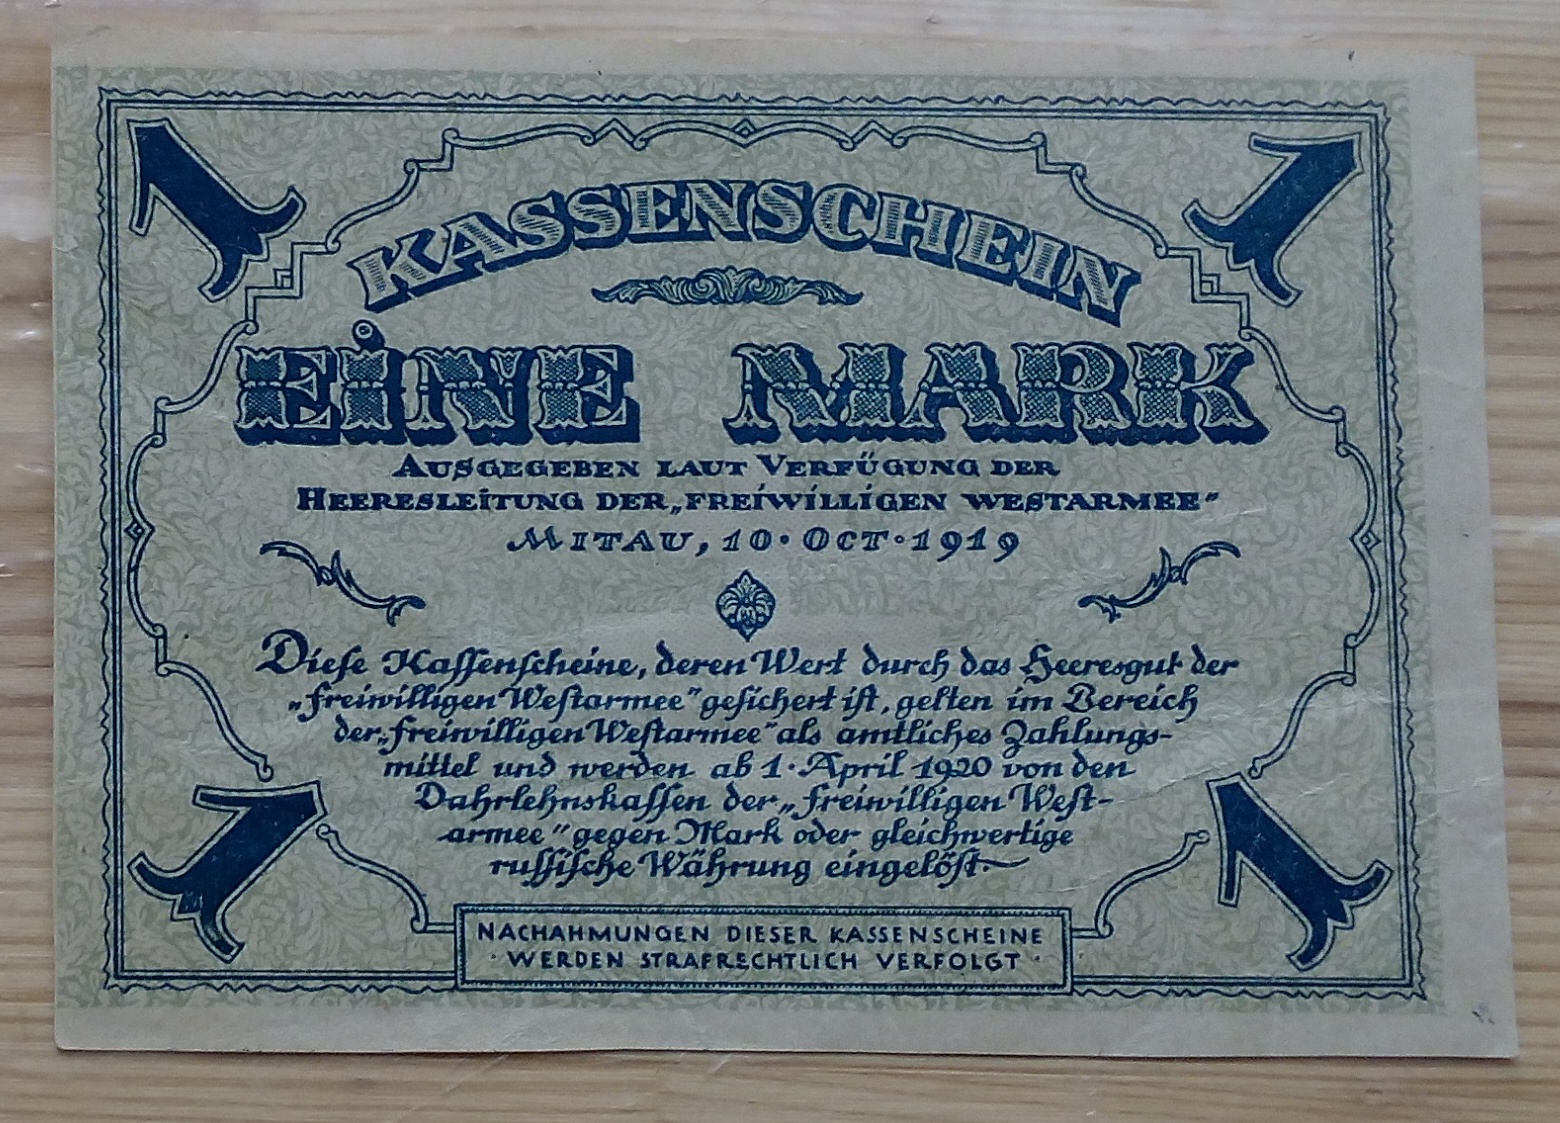 1 1
KASSENSCHEIN
EINE MARK
AUSGEGEBEN LAUT VERFÜGUNG DER
HEERESLEITUNG DER „FREIWILLIGEN WESTARMEE"
MITAU, 10·OCT·1919
Dieſe Kaſſenſcheine, deren Wert durch das Heeresgut der
„freiwilligen Weſtarmee" geſichert iſt, gelten im Bereich
der „freiwilligen Weſtarmee" als amtliches Zahlungs-
mittel und werden ab 1·April 1920 von den
Dahrlehnskaſſen der „freiwilligen Weſt-
armee" gegen Mark oder gleichwertige
ruſſiſche Währung eingelöſt.
1 1
NACHAHMUNGEN DIESER KASSENSCHEINE
·WERDEN STRAFRECHTLICH VERFOLGT·